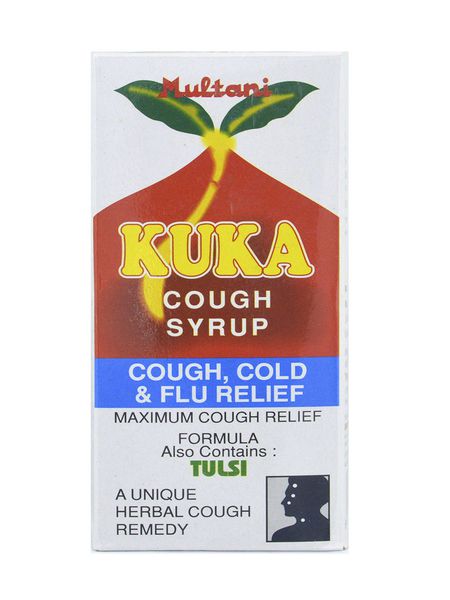 Multani
KUKA
COUGH
SYRUP
COUGH, COLD
& FLU RELIEF
MAXIMUM COUGH RELIEF
FORMULA
Also Contains :
TULSI
A UNIQUE
HERBAL COUGH
REMEDY